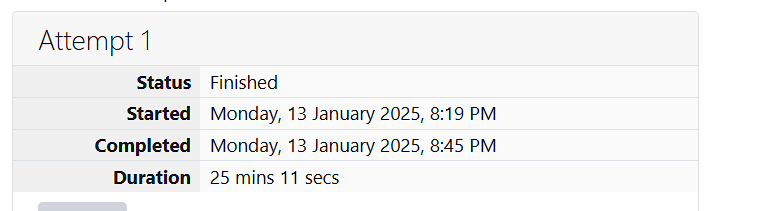 Attempt 1
Status Finished
Started Monday, 13 January 2025, 8:19 PM
Completed Monday, 13 January 2025, 8:45 PM
Duration 25 mins 11 secs